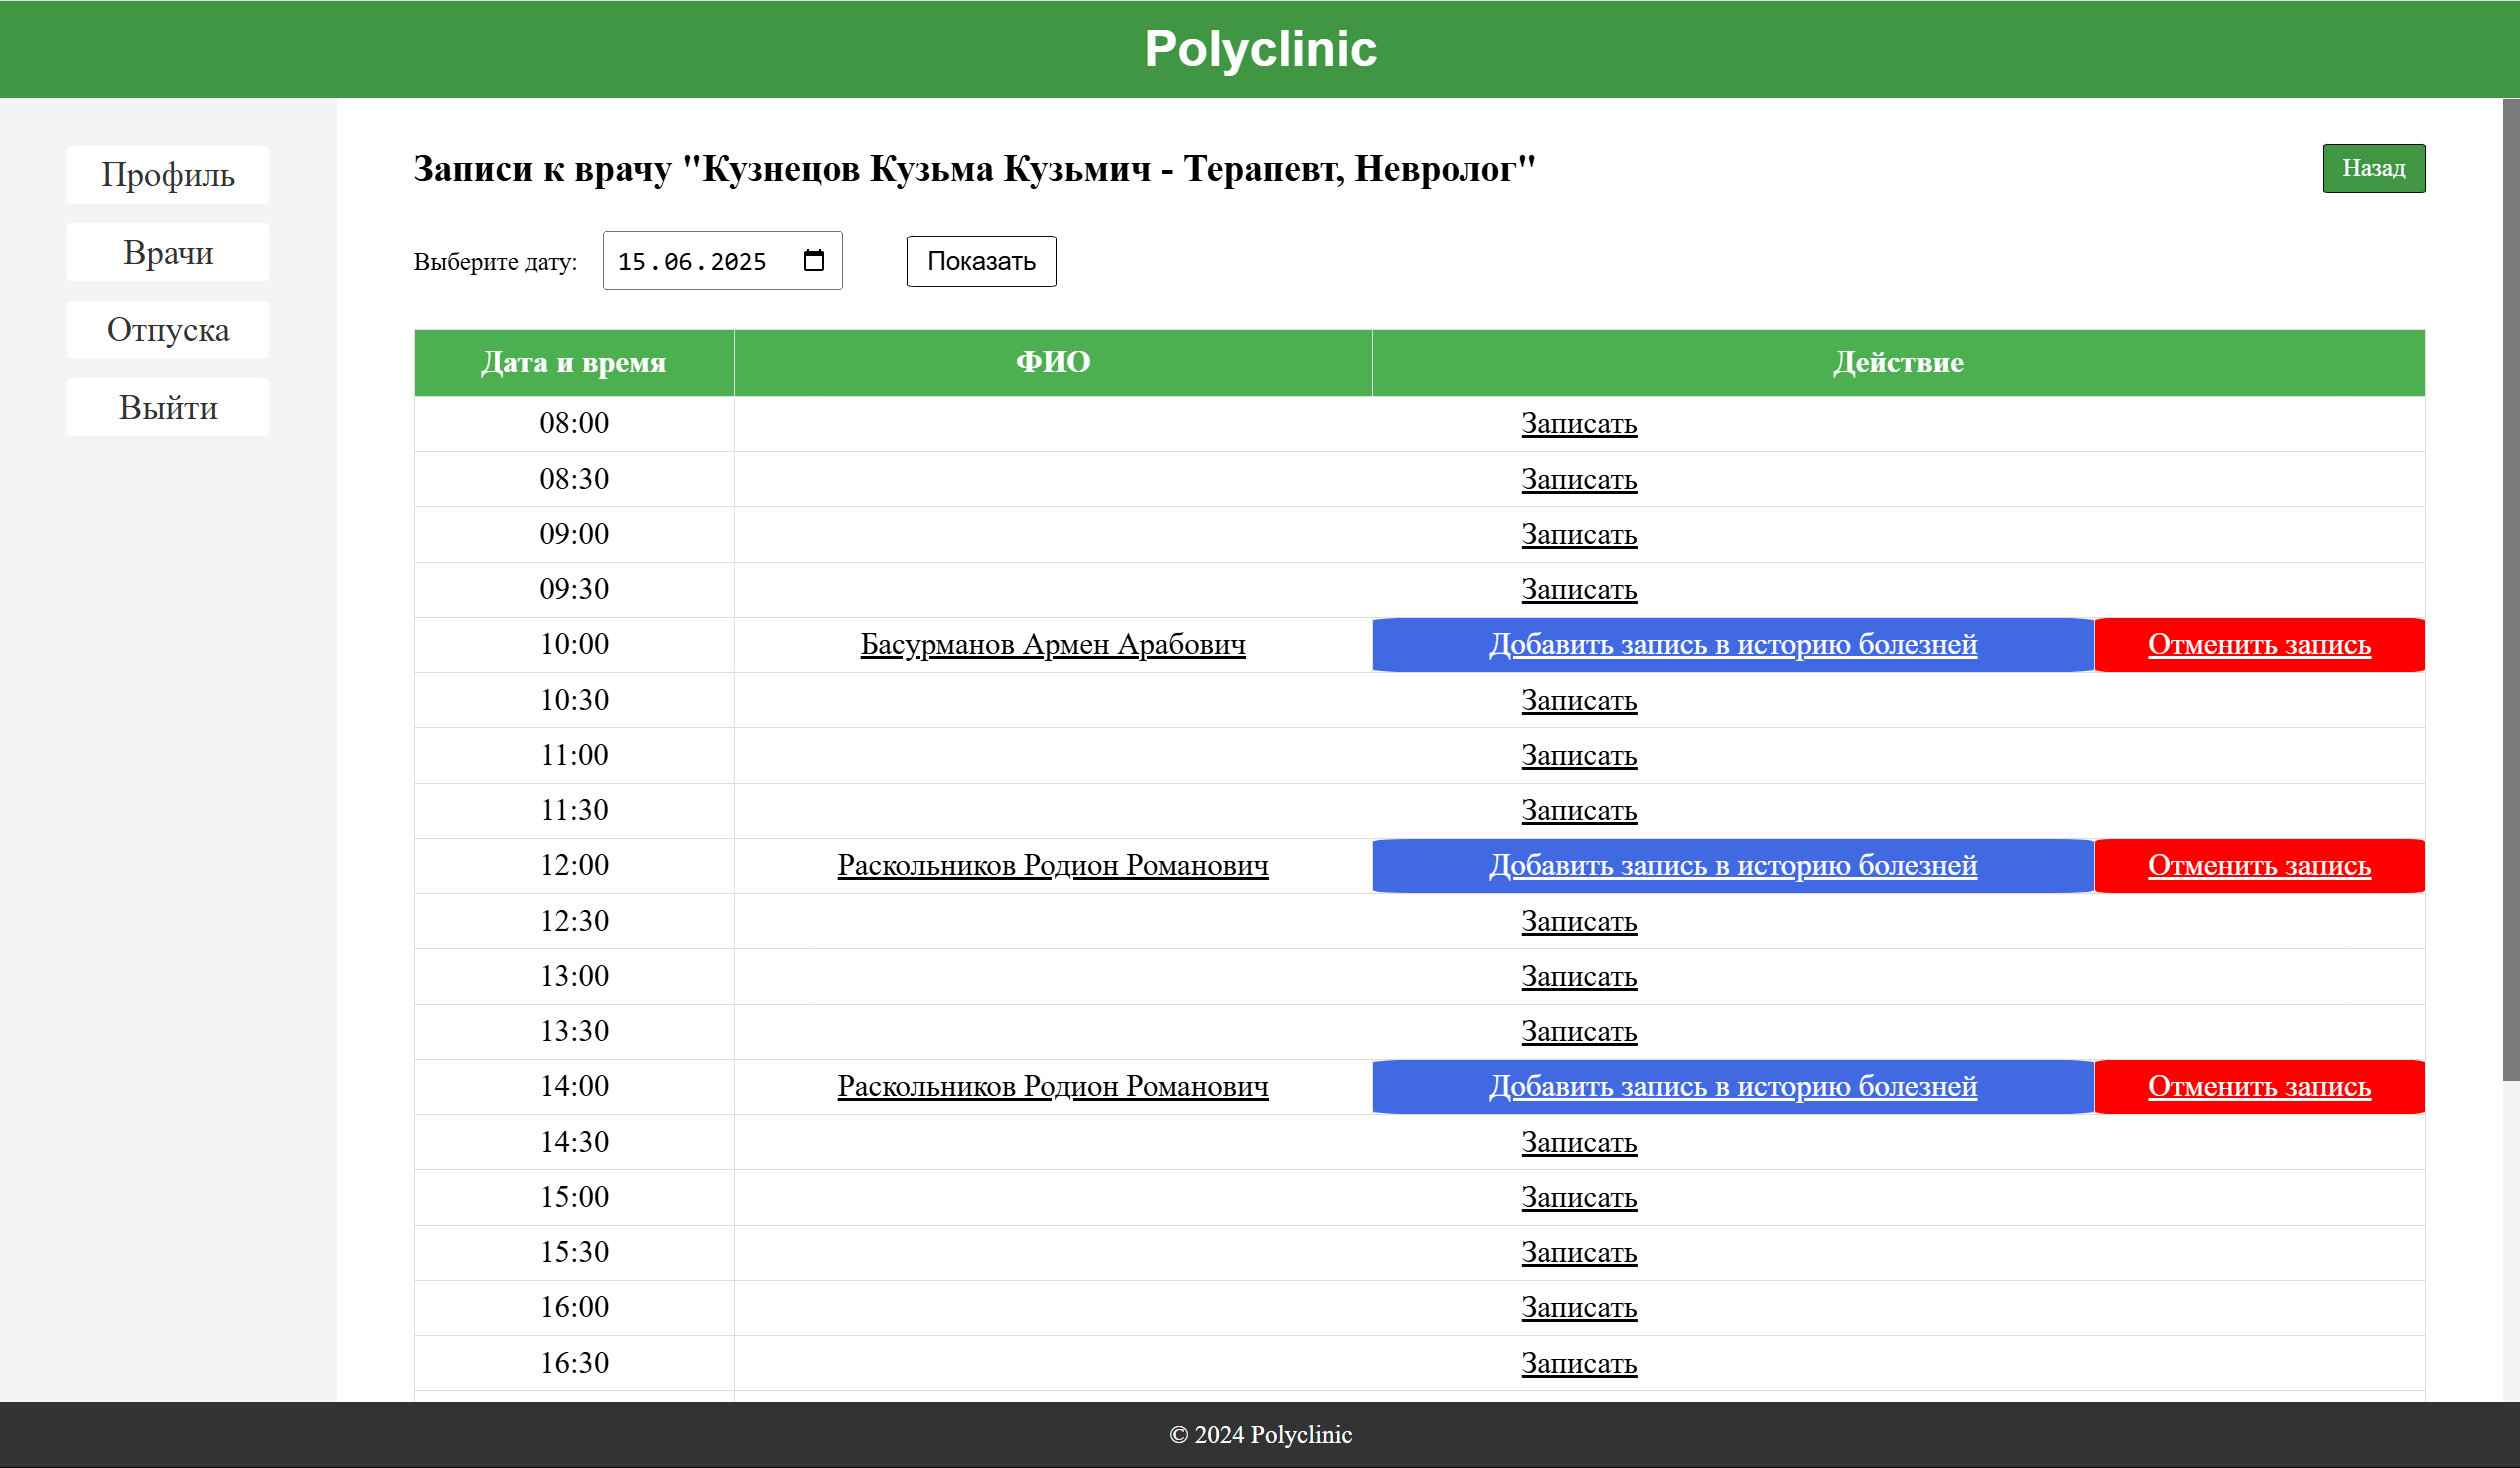 Polyclinic
Профиль
Врачи
Отпуска
Выйти
Записи к врачу "Кузнецов Кузьма Кузьмич - Терапевт, Невролог"
Назад
Выберите дату: 15.06.2025 Показать
Дата и время ФИО Действие
08:00 Записать
08:30 Записать
09:00 Записать
09:30 Записать
10:00 Басурманов Армен Арабович Добавить запись в историю болезней Отменить запись
10:30 Записать
11:00 Записать
11:30 Записать
12:00 Раскольников Родион Романович Добавить запись в историю болезней Отменить запись
12:30 Записать
13:00 Записать
13:30 Записать
14:00 Раскольников Родион Романович Добавить запись в историю болезней Отменить запись
14:30 Записать
15:00 Записать
15:30 Записать
16:00 Записать
16:30 Записать
© 2024 Polyclinic